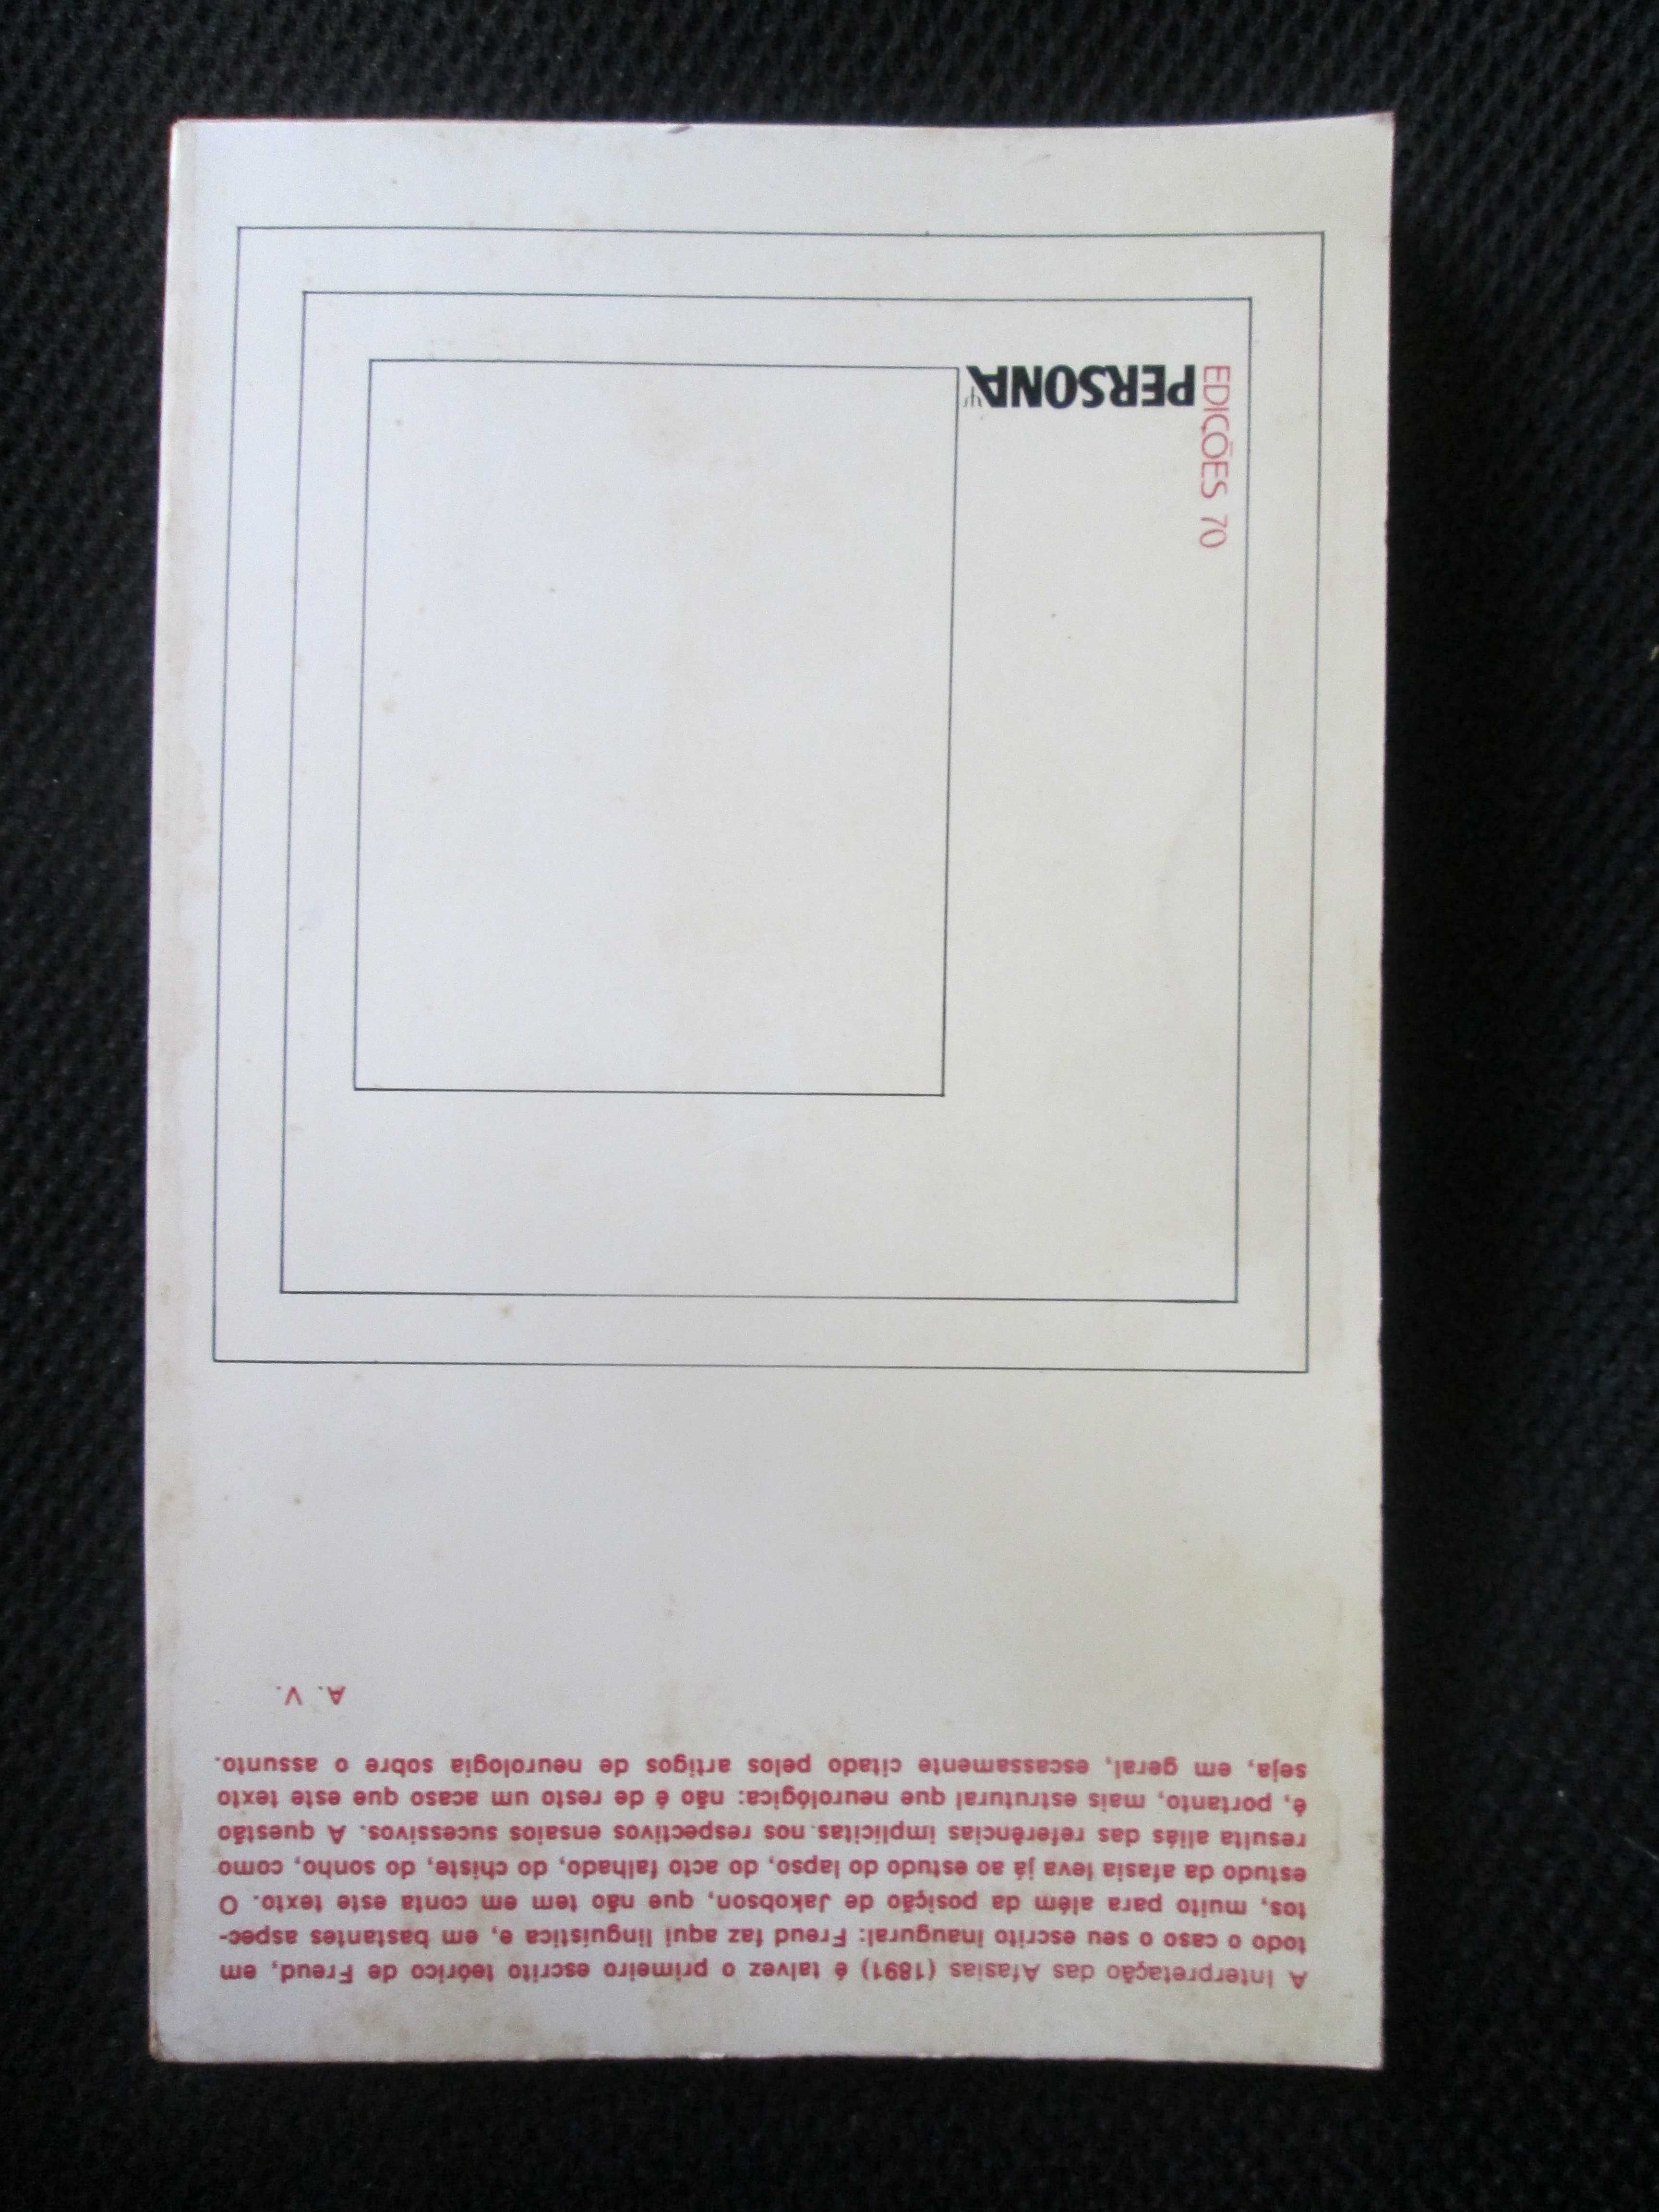 A Interpretação das Afasias (1891) é talvez o primeiro escrito teórico de Freud, em
todo o caso o seu escrito inaugural: Freud faz aqui linguística e, em bastantes aspec-
tos, muito para além da posição de Jakobson, que não tem em conta este texto. O
estudo da afasia leva já ao estudo do lapso, do acto falhado, do chiste, do sonho, como
resulta aliás das referências implícitas nos respectivos ensaios sucessivos. A questão
é, portanto, mais estrutural que neurológica: não é de resto um acaso que este texto
seja, em geral, escassamente citado pelos artigos de neurologia sobre o assunto.
A. V.
EDIÇÕES 70
PERSONA
ψ